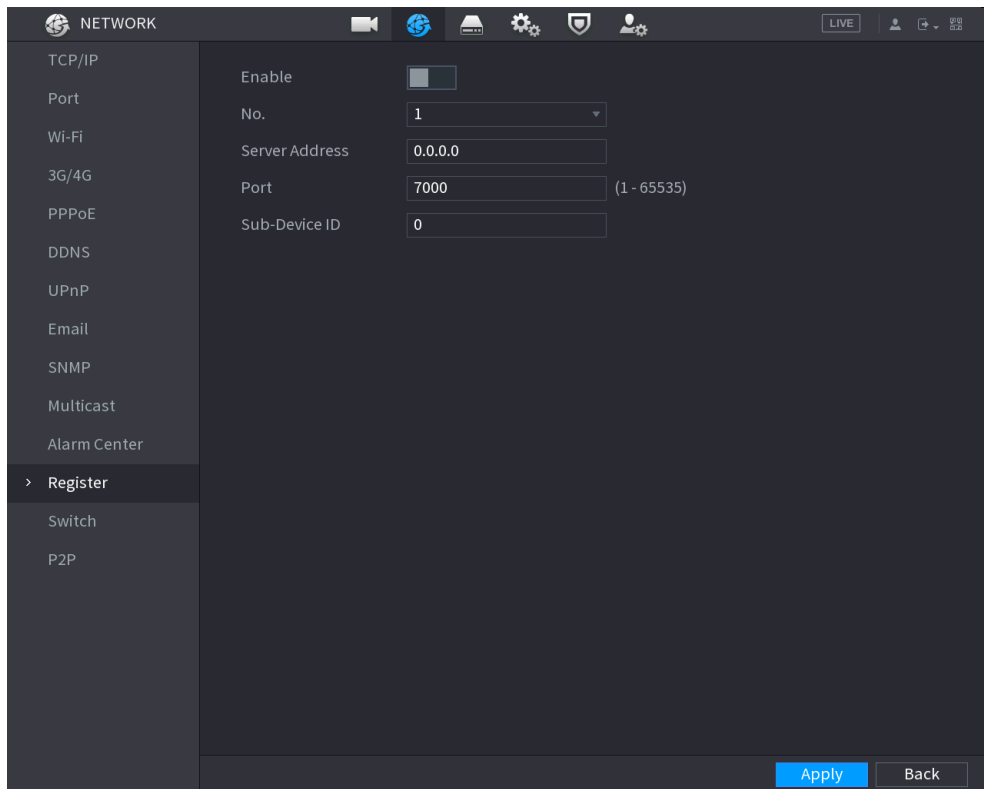 NETWORK
LIVE
TCP/IP
Port
Wi-Fi
3G/4G
PPPoE
DDNS
UPnP
Email
SNMP
Multicast
Alarm Center
Register
Switch
P2P
Enable
No. 1
Server Address 0.0.0.0
Port 7000 (1 - 65535)
Sub-Device ID 0
Apply Back